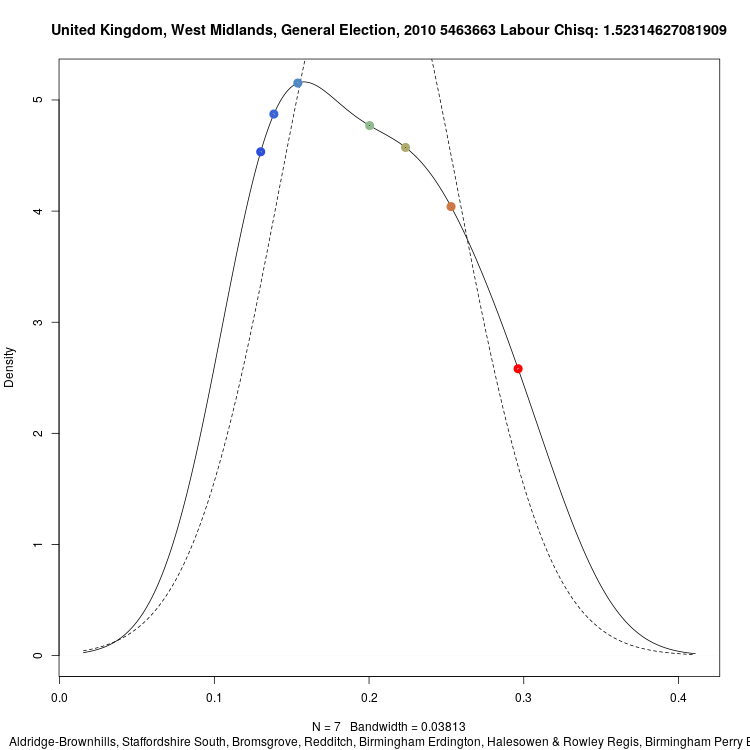 United Kingdom, West Midlands, General Election, 2010 5463663 Labour Chisq: 1.52314627081909
Density
5
4
3
2
1
0
0.0 0.1 0.2 0.3 0.4
N = 7 Bandwidth = 0.03813
Aldridge-Brownhills, Staffordshire South, Bromsgrove, Redditch, Birmingham Erdington, Halesowen & Rowley Regis, Birmingham Perry